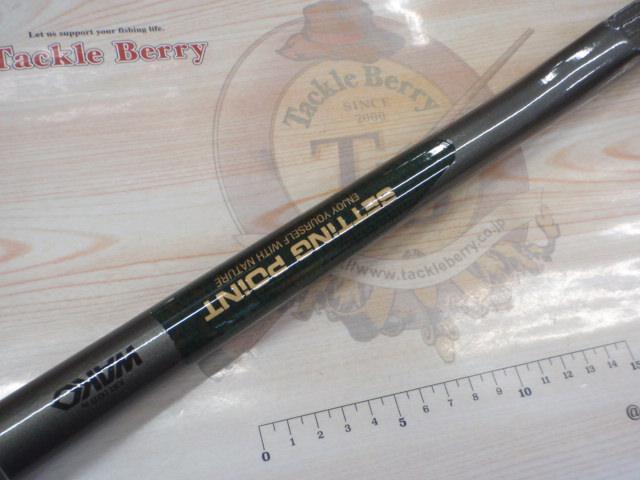 Let us support your fishing life.
Tackle Berry
Tackle Berry
SINCE
2000
www.tackleberry.co.jp
SETTiNG POiNT
ENJOY YOURSELF WITH NATURE
WAKO
0 1 2 3 4 5 6 7 8 9 10 11 12 13 14 15